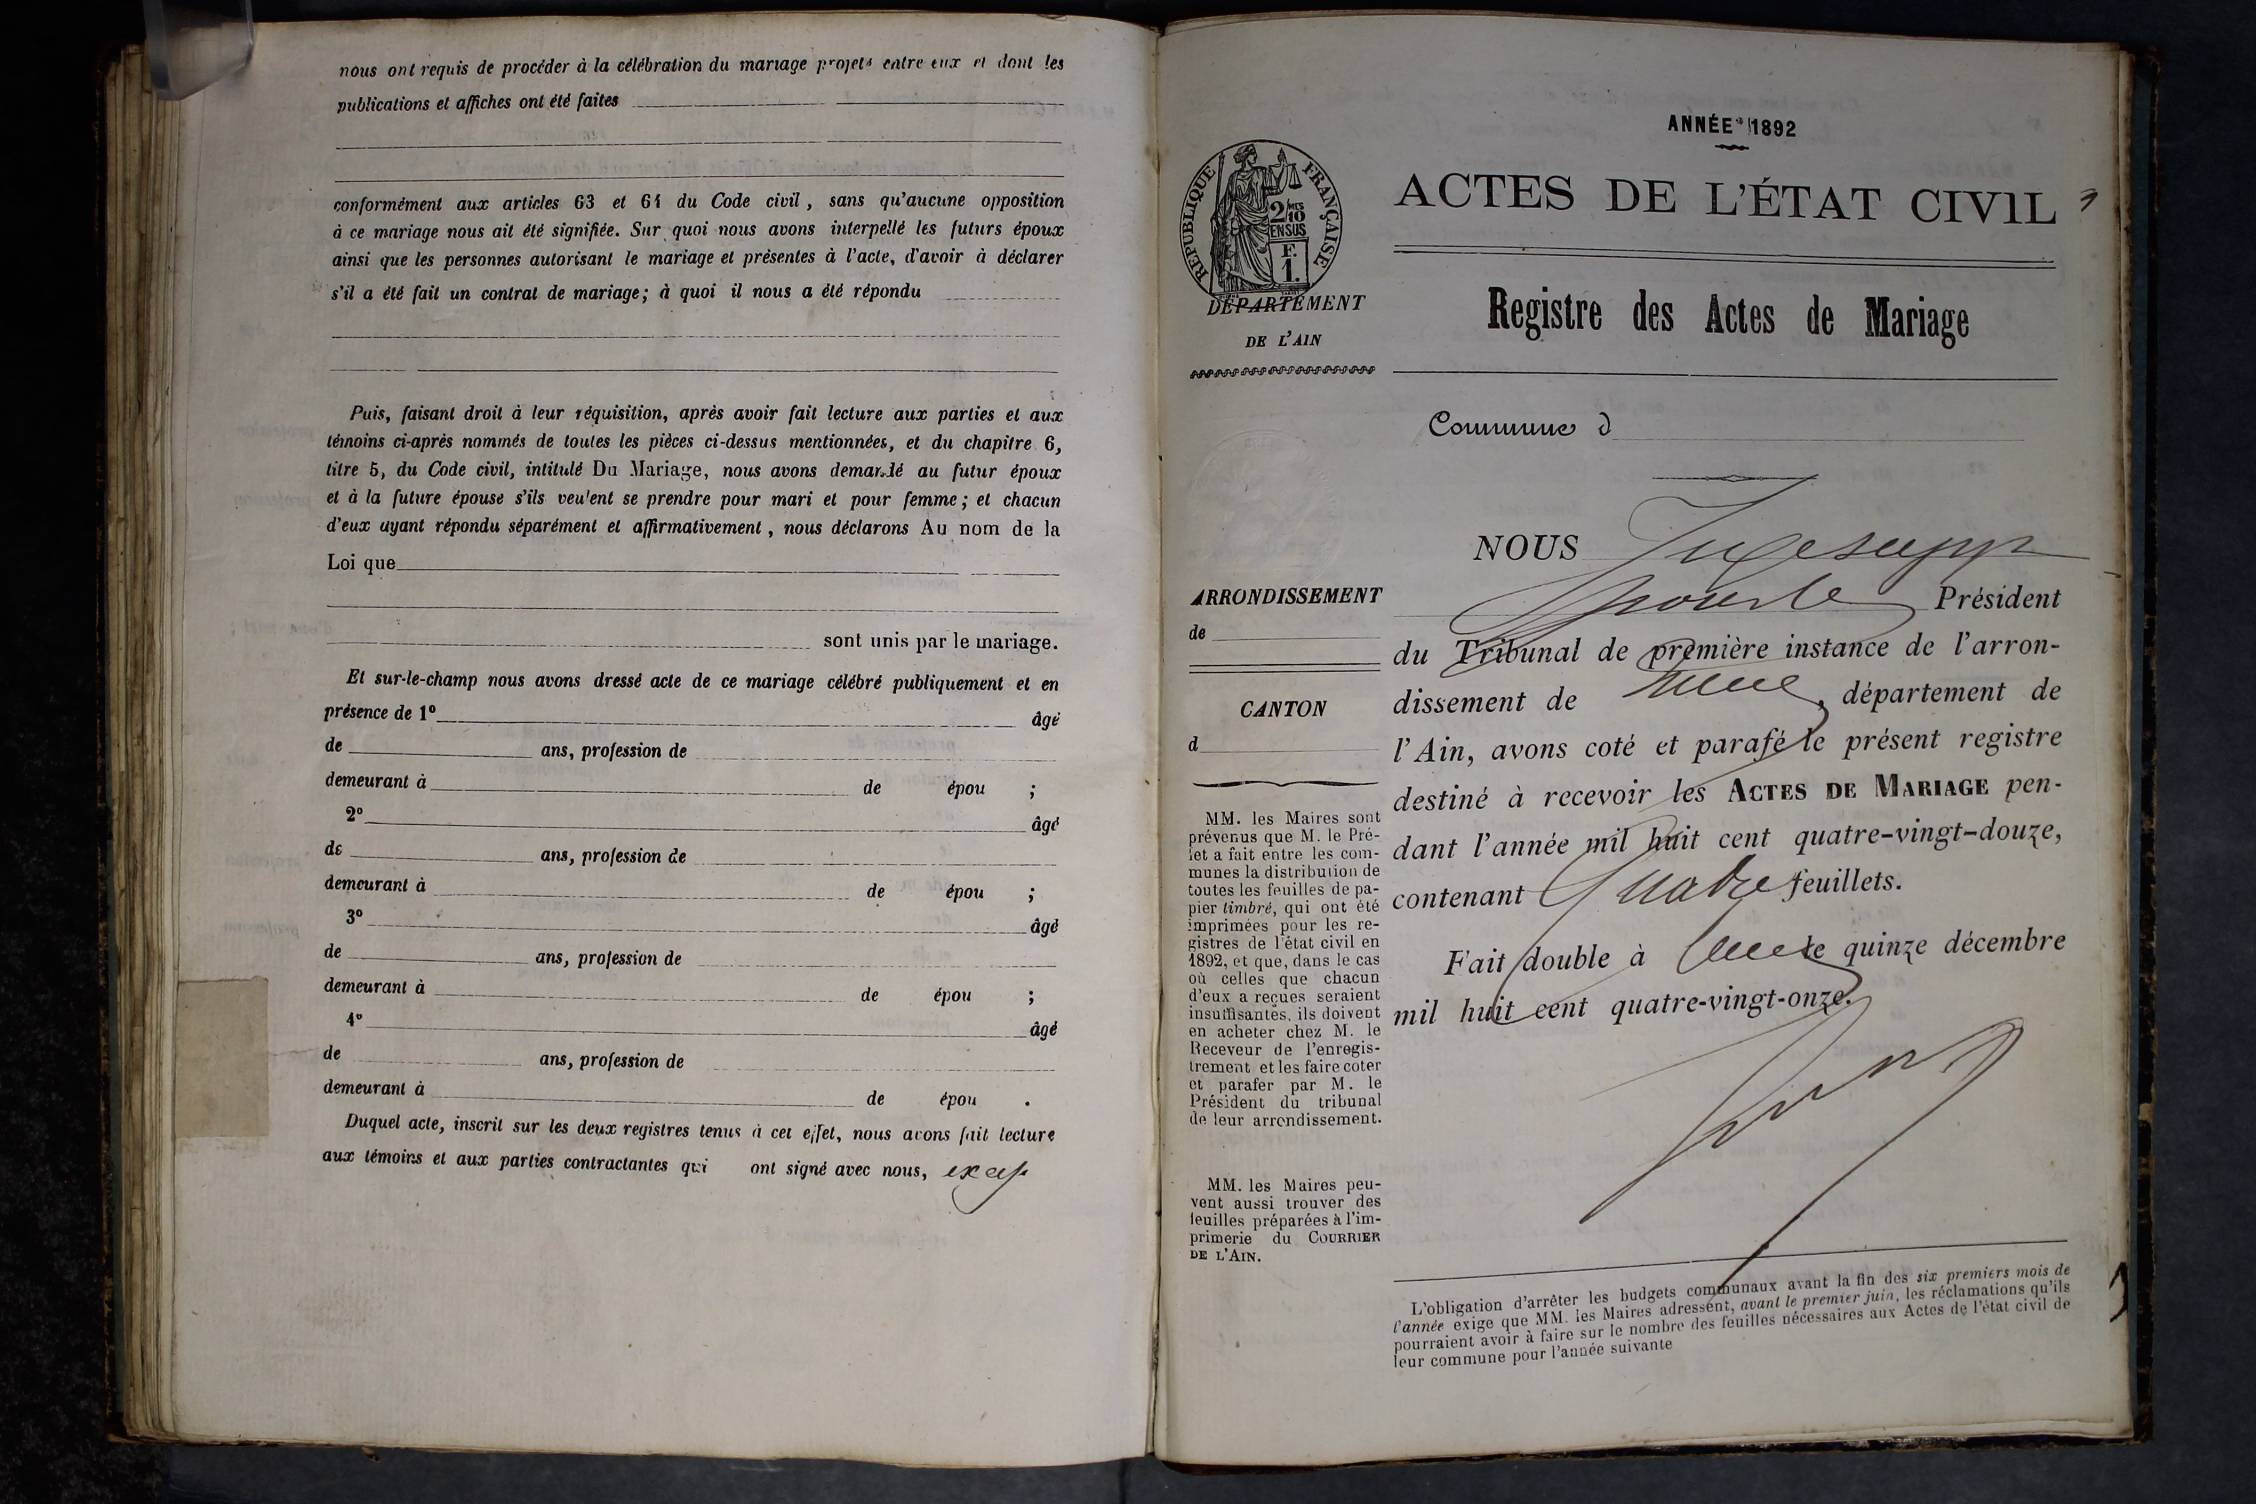 nous ont requis de procéder à la célébration du mariage projeté entre eux et dont les
publications et affiches ont été faites
conformément aux articles 63 et 64 du Code civil, sans qu'aucune opposition
à ce mariage nous ait été signifiée. Sur quoi nous avons interpellé les futurs époux
ainsi que les personnes autorisant le mariage et présentes à l'acte, d'avoir à déclarer
s'il a été fait un contrat de mariage; à quoi il nous a été répondu
Puis, faisant droit à leur réquisition, après avoir fait lecture aux parties et aux
témoins ci-après nommés de toutes les pièces ci-dessus mentionnées, et du chapitre 6,
titre 5, du Code civil, intitulé Du Mariage, nous avons demandé au futur époux
et à la future épouse s'ils veulent se prendre pour mari et pour femme; et chacun
d'eux ayant répondu séparément et affirmativement, nous déclarons Au nom de la
Loi que
sont unis par le mariage.
Et sur-le-champ nous avons dressé acte de ce mariage célébré publiquement et en
présence de 1º âgé
de ans, profession de
demeurant à de épou ;
2º âgé
de ans, profession de
demeurant à de épou ;
3º âgé
de ans, profession de
demeurant à de épou ;
4º âgé
de ans, profession de
demeurant à de épou .
Duquel acte, inscrit sur les deux registres tenus à cet effet, nous avons fait lecture
aux témoins et aux parties contractantes qui ont signé avec nous,
ANNÉE 1892
ACTES DE L'ÉTAT CIVIL
Registre des Actes de Mariage
RÉPUBLIQUE FRANÇAISE
2/10 MES
EN SUS
F.
1.
DÉPARTEMENT
DE L'AIN
ARRONDISSEMENT
de
CANTON
d
MM. les Maires sont
prévenus que M. le Pré-
fet a fait entre les com-
munes la distribution de
toutes les feuilles de pa-
pier timbré, qui ont été
imprimées pour les re-
gistres de l'état civil en
1892, et que, dans le cas
où celles que chacun
d'eux a reçues seraient
insuffisantes, ils doivent
en acheter chez M. le
Receveur de l'enregis-
trement et les faire coter
et parafer par M. le
Président du tribunal
de leur arrondissement.
MM. les Maires peu-
vent aussi trouver des
feuilles préparées à l'im-
primerie du COURRIER
DE L'AIN.
Commune d
NOUS Juge supp
pour le Président
du Tribunal de première instance de l'arron-
dissement de , département de
l'Ain, avons coté et parafé le présent registre
destiné à recevoir les ACTES DE MARIAGE pen-
dant l'année mil huit cent quatre-vingt-douze,
contenant Quatre feuillets.
Fait double à le quinze décembre
mil huit cent quatre-vingt-onze.
L'obligation d'arrêter les budgets communaux avant la fin des six premiers mois de
l'année exige que MM. les Maires adressent, avant le premier juin, les réclamations qu'ils
pourraient avoir à faire sur le nombre des feuilles nécessaires aux Actes de l'état civil de
leur commune pour l'année suivante